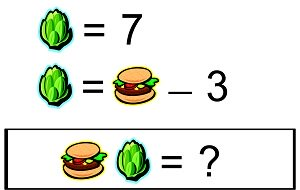 = 7
= – 3
= ?